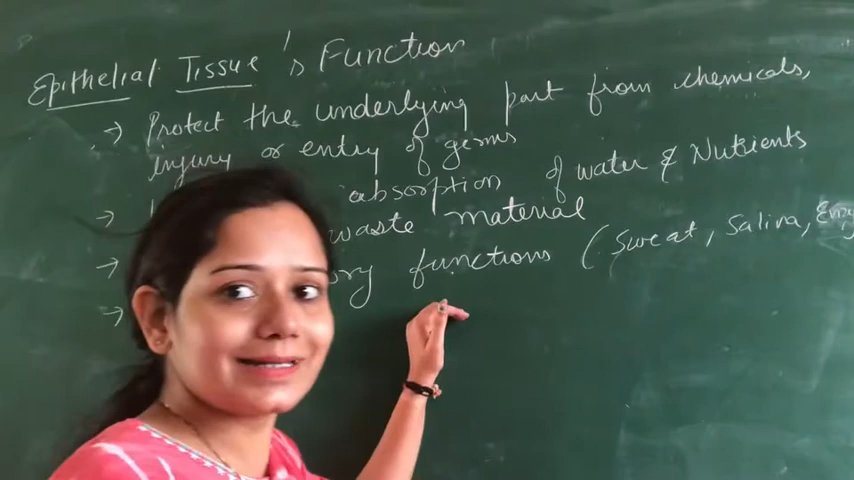 Epithelial Tissue's Function
→ Protect the underlying part from chemicals,
injury or entry of germs
→ absorption of water & Nutrients
→ waste material
→ functions (Sweat, Saliva,
→